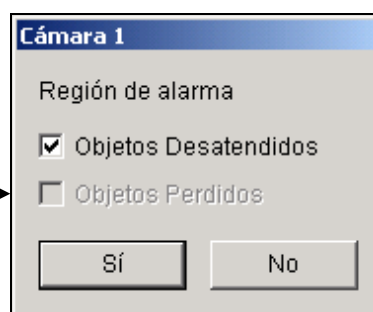 Cámara 1
Región de alarma
Objetos Desatendidos
Objetos Perdidos
Sí
No